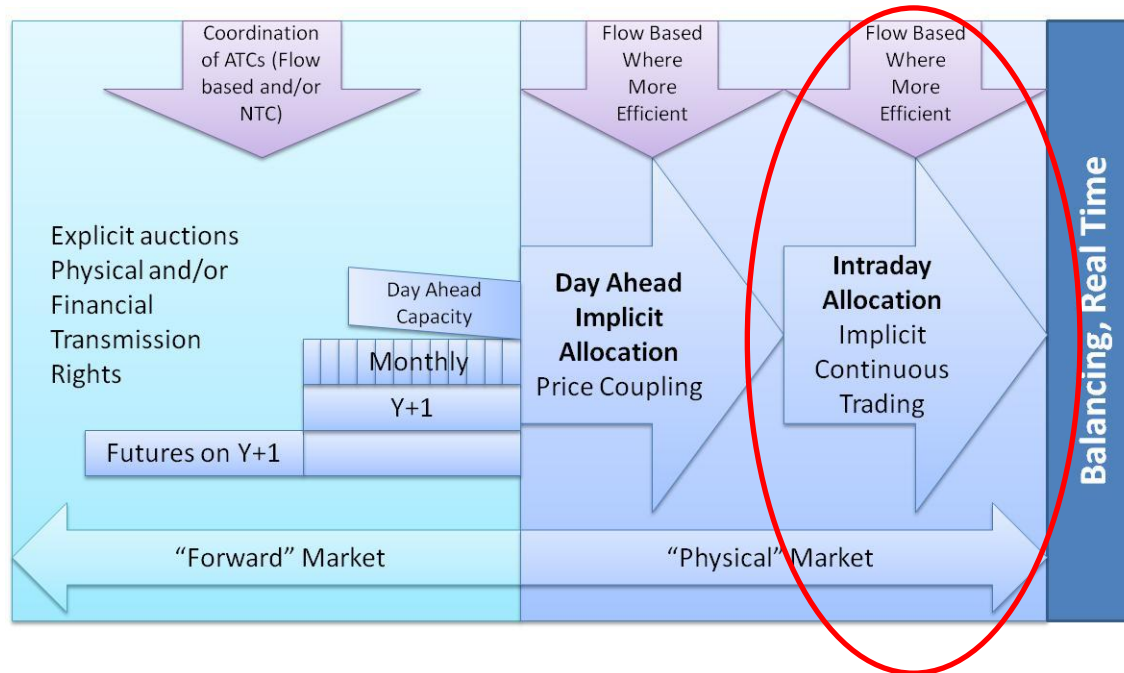 Coordination
of ATCs (Flow
based and/or
NTC)
Flow Based
Where
More
Efficient
Flow Based
Where
More
Efficient
Explicit auctions
Physical and/or
Financial
Transmission
Rights
Day Ahead
Capacity
Monthly
Y+1
Futures on Y+1
Day Ahead
Implicit
Allocation
Price Coupling
Intraday
Allocation
Implicit
Continuous
Trading
Balancing, Real Time
“Forward” Market
“Physical” Market